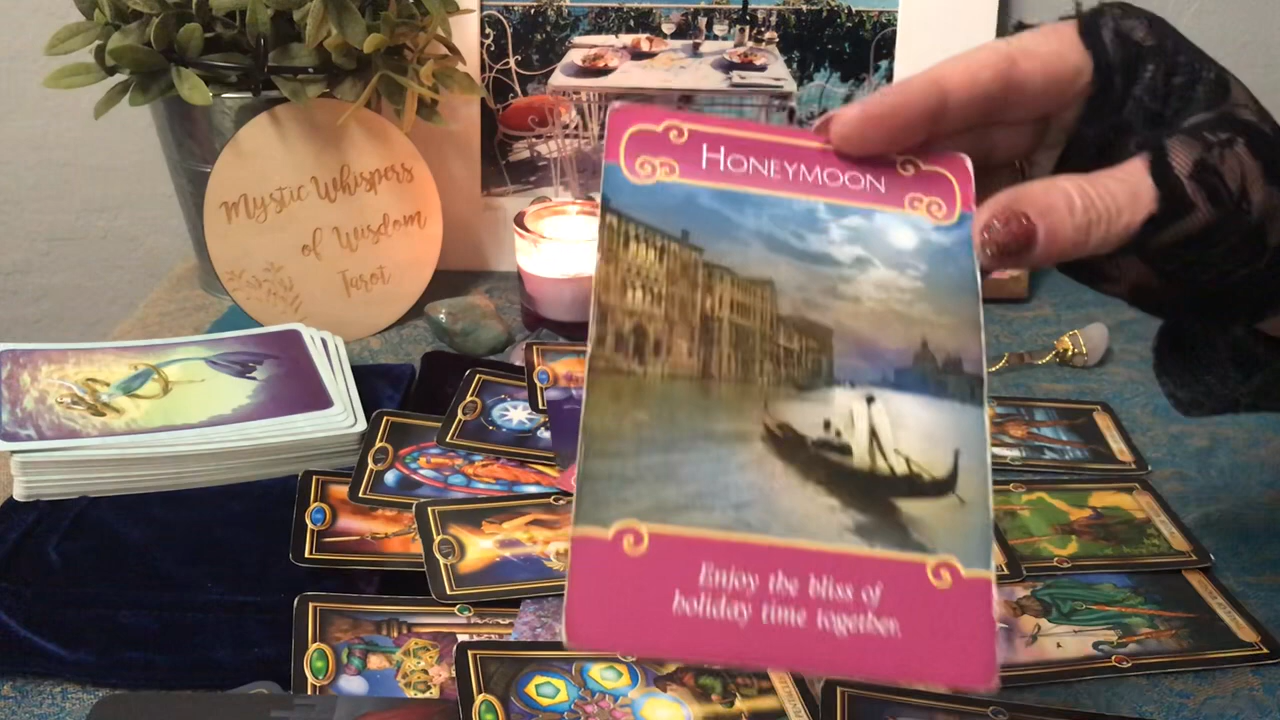 Mystic Whispers
of Wisdom
Tarot
HONEYMOON
Enjoy the bliss of
holiday time together.